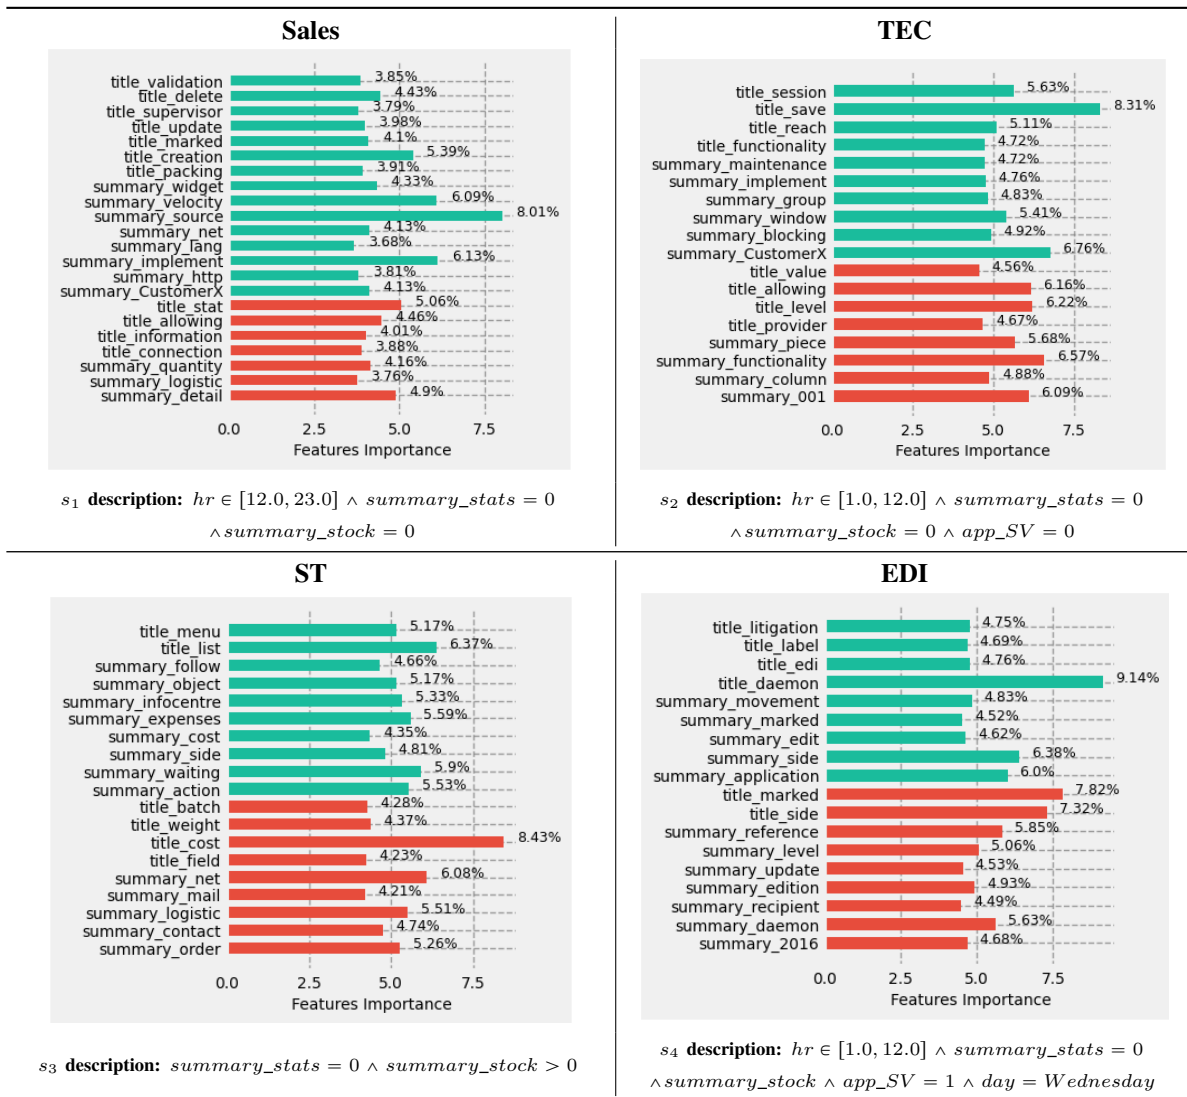 Sales
title_validation 3.85%
title_delete 4.43%
title_supervisor 3.79%
title_update 3.98%
title_marked 4.1%
title_creation 5.39%
title_packing 3.91%
summary_widget 4.33%
summary_velocity 6.09%
summary_source 8.01%
summary_net 4.13%
summary_lang 3.68%
summary_implement 6.13%
summary_http 3.81%
summary_CustomerX 4.13%
title_stat 5.06%
title_allowing 4.46%
title_information 4.01%
title_connection 3.88%
summary_quantity 4.16%
summary_logistic 3.76%
summary_detail 4.9%
0.0 2.5 5.0 7.5
Features Importance
s₁ description: hr ∈ [12.0, 23.0] ∧ summary_stats = 0
∧ summary_stock = 0
TEC
title_session 5.63%
title_save 8.31%
title_reach 5.11%
title_functionality 4.72%
summary_maintenance 4.72%
summary_implement 4.76%
summary_group 4.83%
summary_window 5.41%
summary_blocking 4.92%
summary_CustomerX 6.76%
title_value 4.56%
title_allowing 6.16%
title_level 6.22%
title_provider 4.67%
summary_piece 5.68%
summary_functionality 6.57%
summary_column 4.88%
summary_001 6.09%
0.0 2.5 5.0 7.5
Features Importance
s₂ description: hr ∈ [1.0, 12.0] ∧ summary_stats = 0
∧ summary_stock = 0 ∧ app_SV = 0
ST
title_menu 5.17%
title_list 6.37%
summary_follow 4.66%
summary_object 5.17%
summary_infocentre 5.33%
summary_expenses 5.59%
summary_cost 4.35%
summary_side 4.81%
summary_waiting 5.9%
summary_action 5.53%
title_batch 4.28%
title_weight 4.37%
title_cost 8.43%
title_field 4.23%
summary_net 6.08%
summary_mail 4.21%
summary_logistic 5.51%
summary_contact 4.74%
summary_order 5.26%
0.0 2.5 5.0 7.5
Features Importance
s₃ description: summary_stats = 0 ∧ summary_stock > 0
EDI
title_litigation 4.75%
title_label 4.69%
title_edi 4.76%
title_daemon 9.14%
summary_movement 4.83%
summary_marked 4.52%
summary_edit 4.62%
summary_side 6.38%
summary_application 6.0%
title_marked 7.82%
title_side 7.32%
summary_reference 5.85%
summary_level 5.06%
summary_update 4.53%
summary_edition 4.93%
summary_recipient 4.49%
summary_daemon 5.63%
summary_2016 4.68%
0.0 2.5 5.0 7.5
Features Importance
s₄ description: hr ∈ [1.0, 12.0] ∧ summary_stats = 0
∧ summary_stock ∧ app_SV = 1 ∧ day = Wednesday